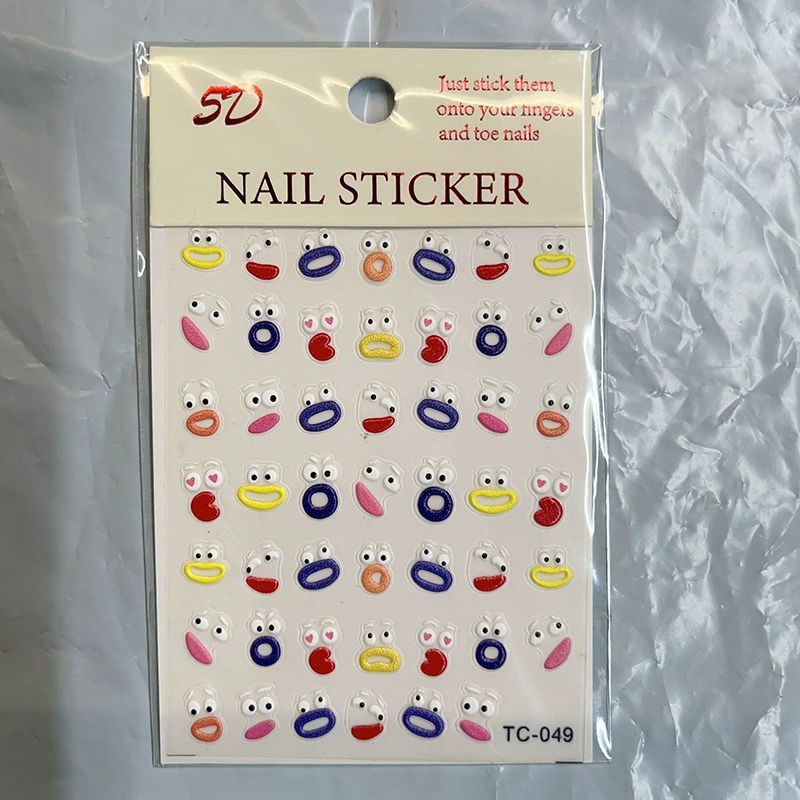 5D
Just stick them
onto your fingers
and toe nails
NAIL STICKER
TC-049